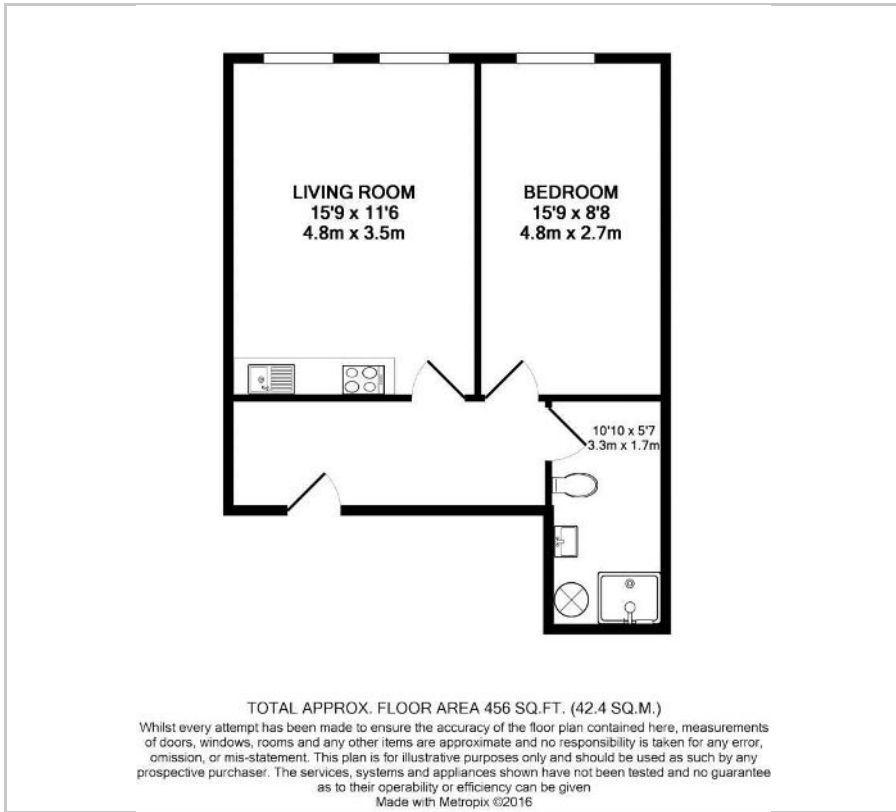 LIVING ROOM
15'9 x 11'6
4.8m x 3.5m
BEDROOM
15'9 x 8'8
4.8m x 2.7m
10'10 x 5'7
3.3m x 1.7m
TOTAL APPROX. FLOOR AREA 456 SQ.FT. (42.4 SQ.M.)
Whilst every attempt has been made to ensure the accuracy of the floor plan contained here, measurements
of doors, windows, rooms and any other items are approximate and no responsibility is taken for any error,
omission, or mis-statement. This plan is for illustrative purposes only and should be used as such by any
prospective purchaser. The services, systems and appliances shown have not been tested and no guarantee
as to their operability or efficiency can be given
Made with Metropix ©2016